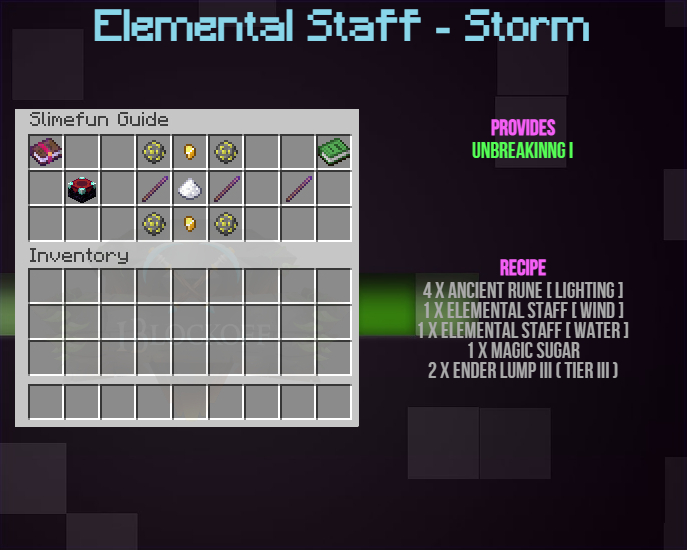 Elemental Staff - Storm
Slimefun Guide
PROVIDES
UNBREAKINNG I
Inventory
RECIPE
4 X ANCIENT RUNE [ LIGHTING ]
1 X ELEMENTAL STAFF [ WIND ]
1 X ELEMENTAL STAFF [ WATER ]
1 X MAGIC SUGAR
2 X ENDER LUMP III ( TIER III )